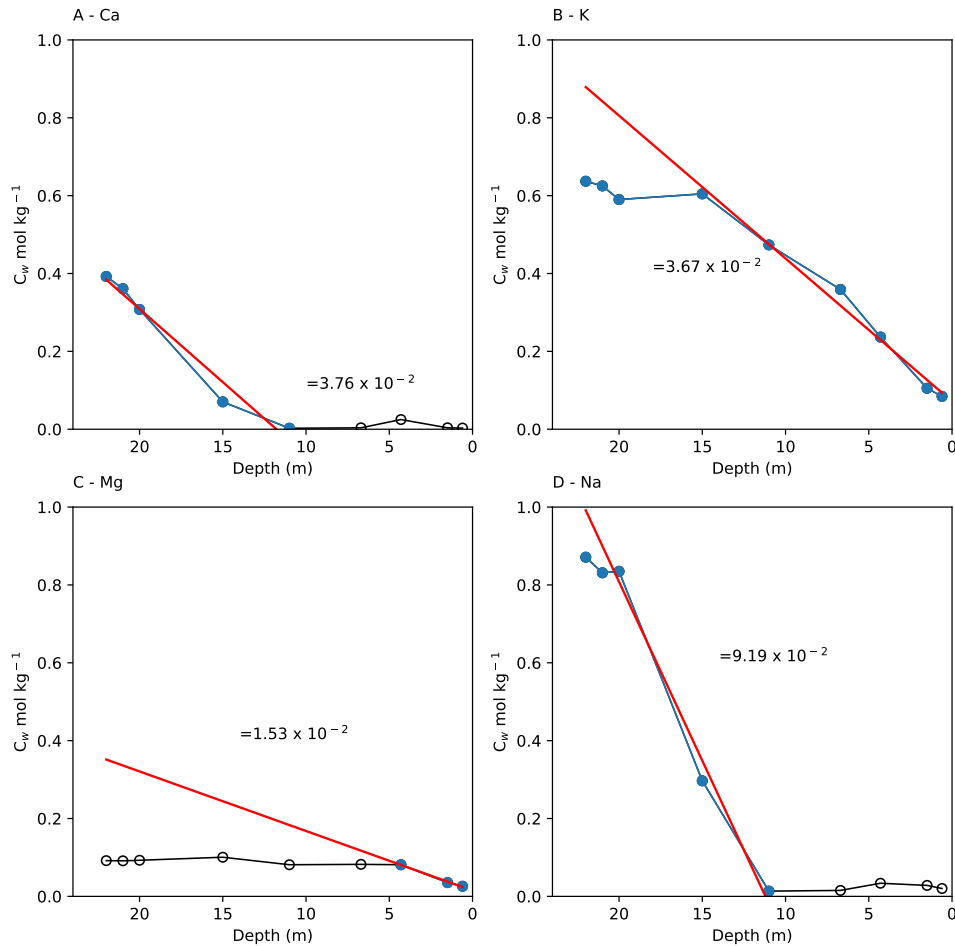 A - Ca
1.0
0.8
0.6
0.4
0.2
0.0
C_w mol kg⁻¹
=3.76 x 10⁻²
20 15 10 5 0
Depth (m)
B - K
1.0
0.8
0.6
0.4
0.2
0.0
C_w mol kg⁻¹
=3.67 x 10⁻²
20 15 10 5 0
Depth (m)
C - Mg
1.0
0.8
0.6
0.4
0.2
0.0
C_w mol kg⁻¹
=1.53 x 10⁻²
20 15 10 5 0
Depth (m)
D - Na
1.0
0.8
0.6
0.4
0.2
0.0
C_w mol kg⁻¹
=9.19 x 10⁻²
20 15 10 5 0
Depth (m)